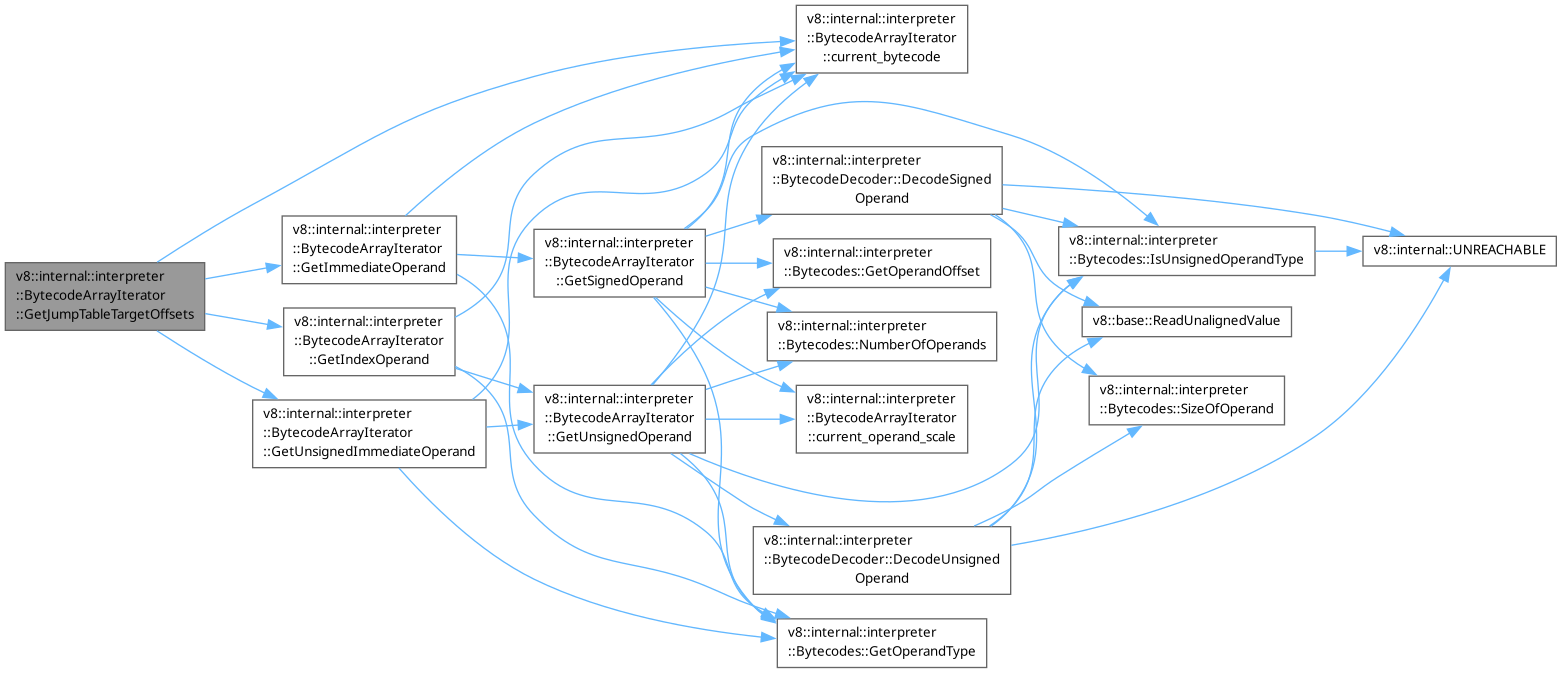 v8::internal::interpreter
::BytecodeArrayIterator
::GetJumpTableTargetOffsets
v8::internal::interpreter
::BytecodeArrayIterator
::GetImmediateOperand
v8::internal::interpreter
::BytecodeArrayIterator
::GetIndexOperand
v8::internal::interpreter
::BytecodeArrayIterator
::GetUnsignedImmediateOperand
v8::internal::interpreter
::BytecodeArrayIterator
::GetSignedOperand
v8::internal::interpreter
::BytecodeArrayIterator
::GetUnsignedOperand
v8::internal::interpreter
::BytecodeArrayIterator
::current_bytecode
v8::internal::interpreter
::BytecodeDecoder::DecodeSigned
Operand
v8::internal::interpreter
::Bytecodes::GetOperandOffset
v8::internal::interpreter
::Bytecodes::NumberOfOperands
v8::internal::interpreter
::BytecodeArrayIterator
::current_operand_scale
v8::internal::interpreter
::BytecodeDecoder::DecodeUnsigned
Operand
v8::internal::interpreter
::Bytecodes::GetOperandType
v8::internal::interpreter
::Bytecodes::IsUnsignedOperandType
v8::base::ReadUnalignedValue
v8::internal::interpreter
::Bytecodes::SizeOfOperand
v8::internal::UNREACHABLE